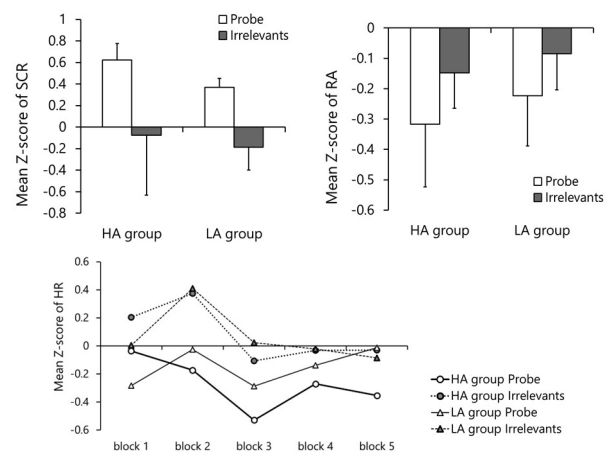 Mean Z-score of SCR
1
0.8
0.6
0.4
0.2
0
-0.2
-0.4
-0.6
-0.8
Probe
Irrelevants
HA group
LA group
Mean Z-score of RA
0
-0.1
-0.2
-0.3
-0.4
-0.5
-0.6
Probe
Irrelevants
HA group
LA group
Mean Z-score of HR
0.6
0.4
0.2
0
-0.2
-0.4
-0.6
block 1
block 2
block 3
block 4
block 5
HA group Probe
HA group Irrelevants
LA group Probe
LA group Irrelevants